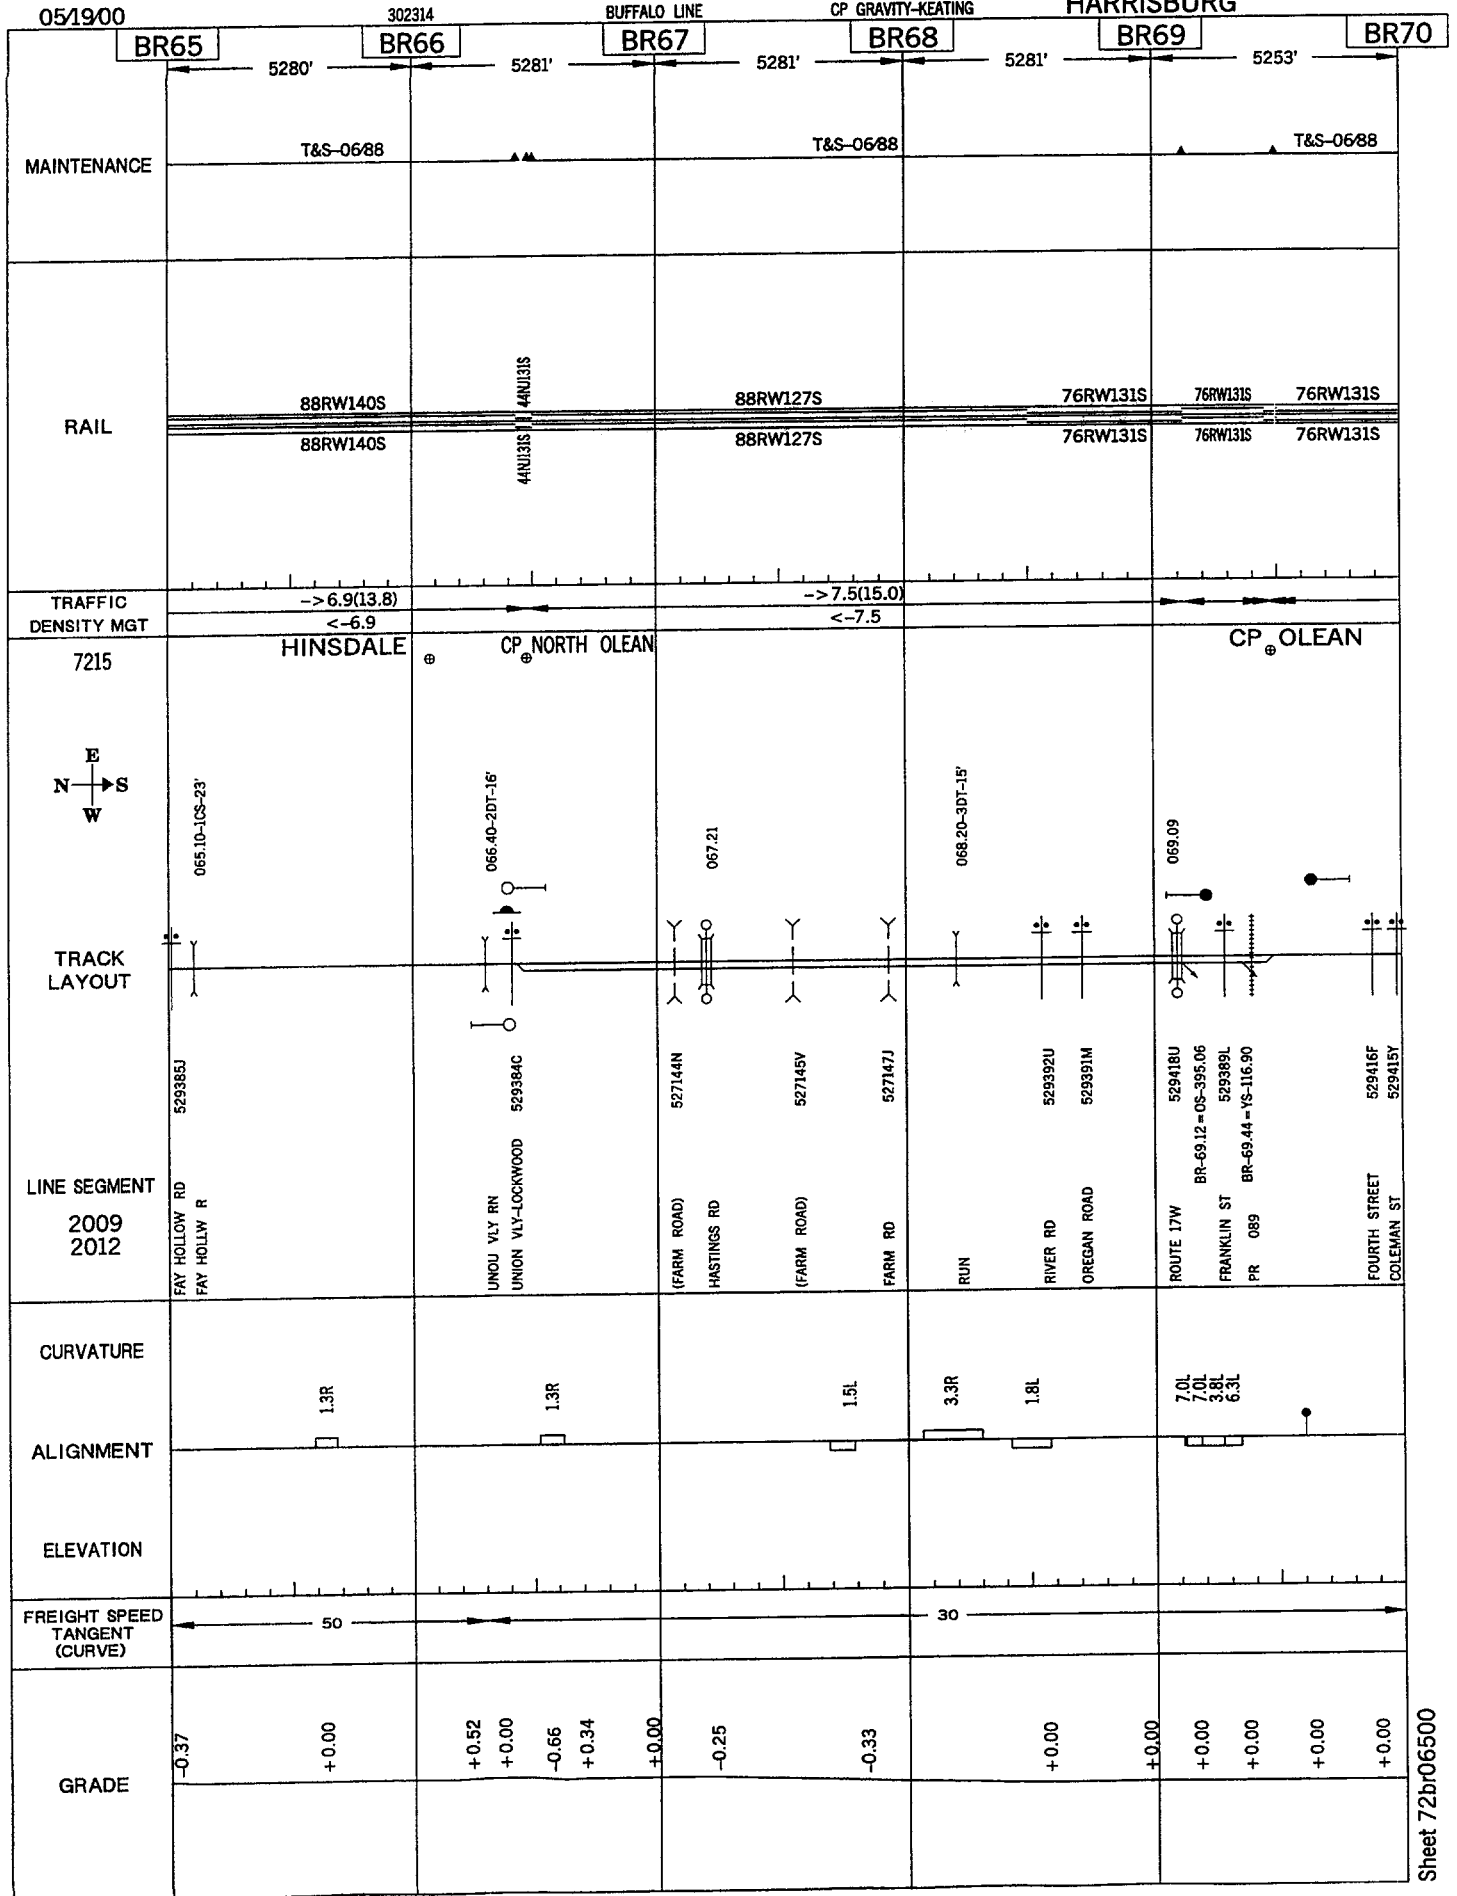 05/19/00 302314 BUFFALO LINE CP GRAVITY-KEATING HARRISBURG
BR65 BR66 BR67 BR68 BR69 BR70
5280' 5281' 5281' 5281' 5253'
MAINTENANCE
T&S-06/88 T&S-06/88 T&S-06/88
RAIL
88RW140S 44NJ131S 88RW127S 76RW131S 76RW131S 76RW131S
88RW140S 44NJ131S 88RW127S 76RW131S 76RW131S 76RW131S
TRAFFIC
DENSITY MGT
->6.9(13.8) ->7.5(15.0)
<-6.9 <-7.5
7215
HINSDALE CP NORTH OLEAN CP OLEAN
E
N S
W
065.10-1CS-23' 066.40-2DT-16' 067.21 068.20-3DT-15' 069.09
TRACK
LAYOUT
529385J 529384C 527144N 527145V 527147J 529392U 529391M 529418U BR-69.12=OS-395.06 529389L BR-69.44=YS-116.90 529416F 529415Y
LINE SEGMENT
2009
2012
FAY HOLLOW RD
FAY HOLLW R
UNOU VLY RN
UNION VLY-LOCKWOOD
(FARM ROAD)
HASTINGS RD
(FARM ROAD)
FARM RD
RUN
RIVER RD
OREGAN ROAD
ROUTE 17W
FRANKLIN ST
PR 089
FOURTH STREET
COLEMAN ST
CURVATURE
1.3R 1.3R 1.5L 3.3R 1.8L 7.0L 7.0L 3.8L 6.3L
ALIGNMENT
ELEVATION
FREIGHT SPEED
TANGENT
(CURVE)
50 30
GRADE
-0.37 +0.00 +0.52 +0.00 -0.66 +0.34 +0.00 -0.25 -0.33 +0.00 +0.00 +0.00 +0.00 +0.00 +0.00
Sheet 72br06500